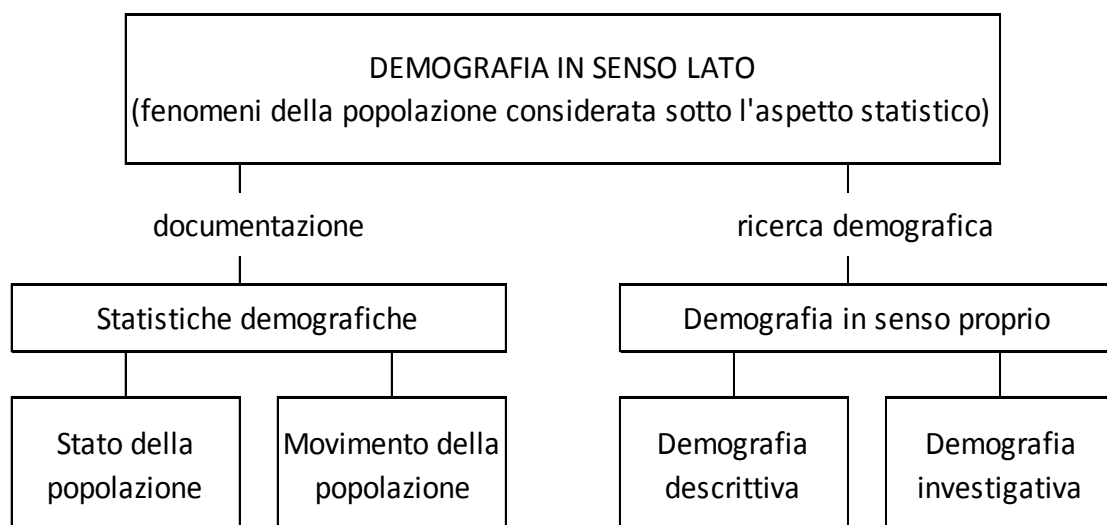 DEMOGRAFIA IN SENSO LATO
(fenomeni della popolazione considerata sotto l'aspetto statistico)
documentazione
ricerca demografica
Statistiche demografiche
Demografia in senso proprio
Stato della
popolazione
Movimento della
popolazione
Demografia
descrittiva
Demografia
investigativa